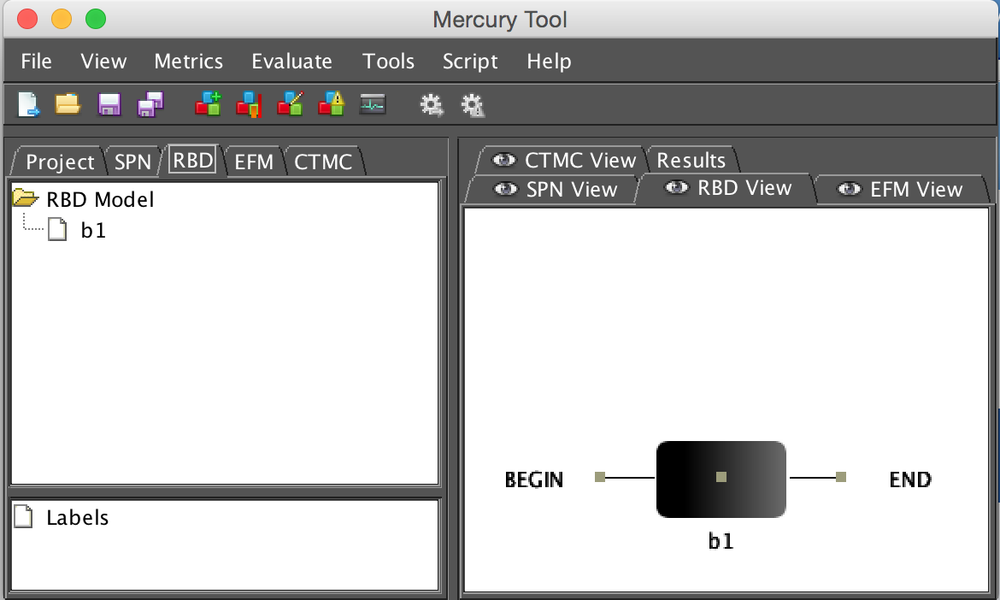 Mercury Tool
File View Metrics Evaluate Tools Script Help
Project SPN RBD EFM CTMC
RBD Model
b1
Labels
CTMC View Results
SPN View RBD View EFM View
BEGIN END
b1